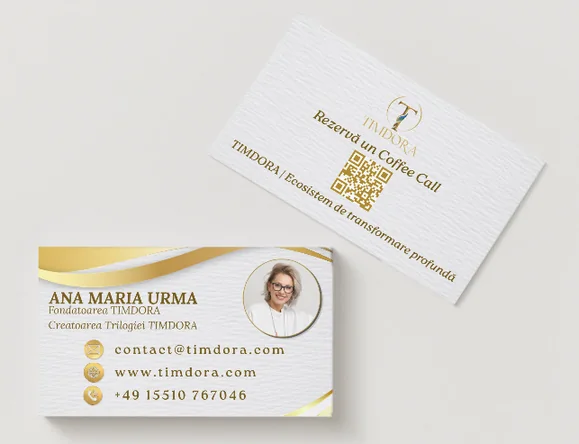 TIMDORA
Rezervă un Coffee Call
TIMDORA | Ecosistem de transformare profundă
ANA MARIA URMA
Fondatoarea TIMDORA
Creatoarea Trilogiei TIMDORA
contact@timdora.com
www.timdora.com
+49 15510 767046